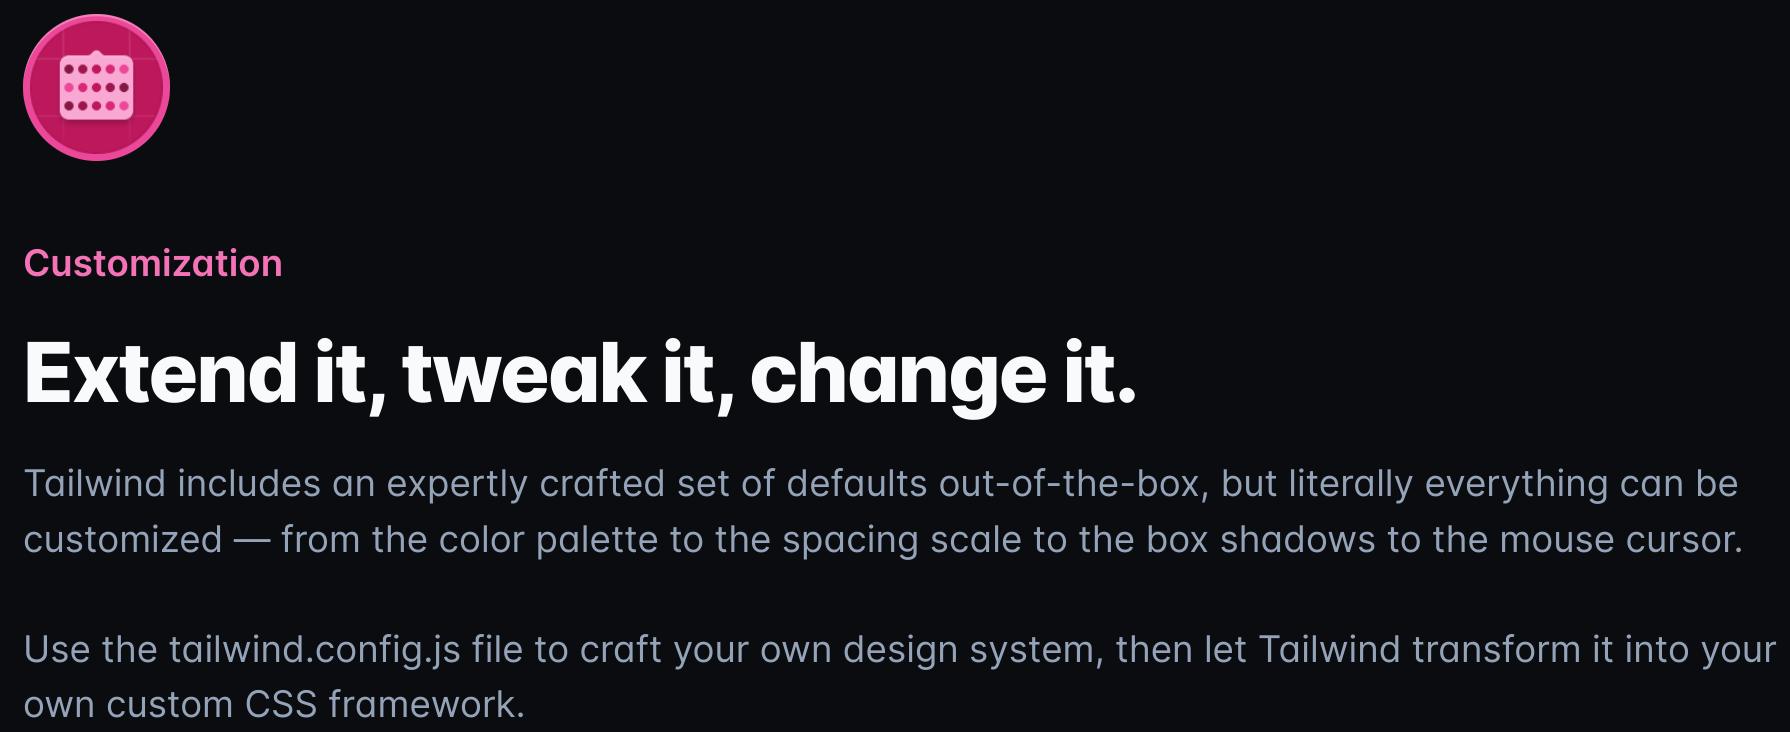 Customization
Extend it, tweak it, change it.
Tailwind includes an expertly crafted set of defaults out-of-the-box, but literally everything can be
customized — from the color palette to the spacing scale to the box shadows to the mouse cursor.
Use the tailwind.config.js file to craft your own design system, then let Tailwind transform it into your
own custom CSS framework.